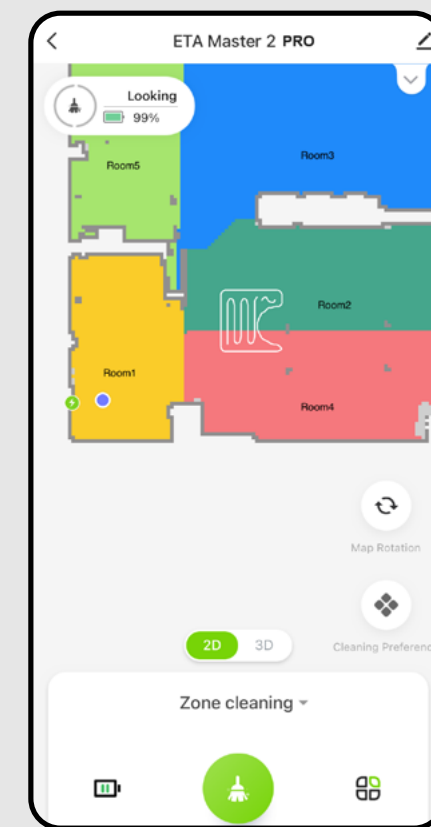 ETA Master 2 PRO
Looking
99%
Room5
Room3
Room2
Room1
Room4
Map Rotation
2D 3D
Cleaning Preferenc
Zone cleaning